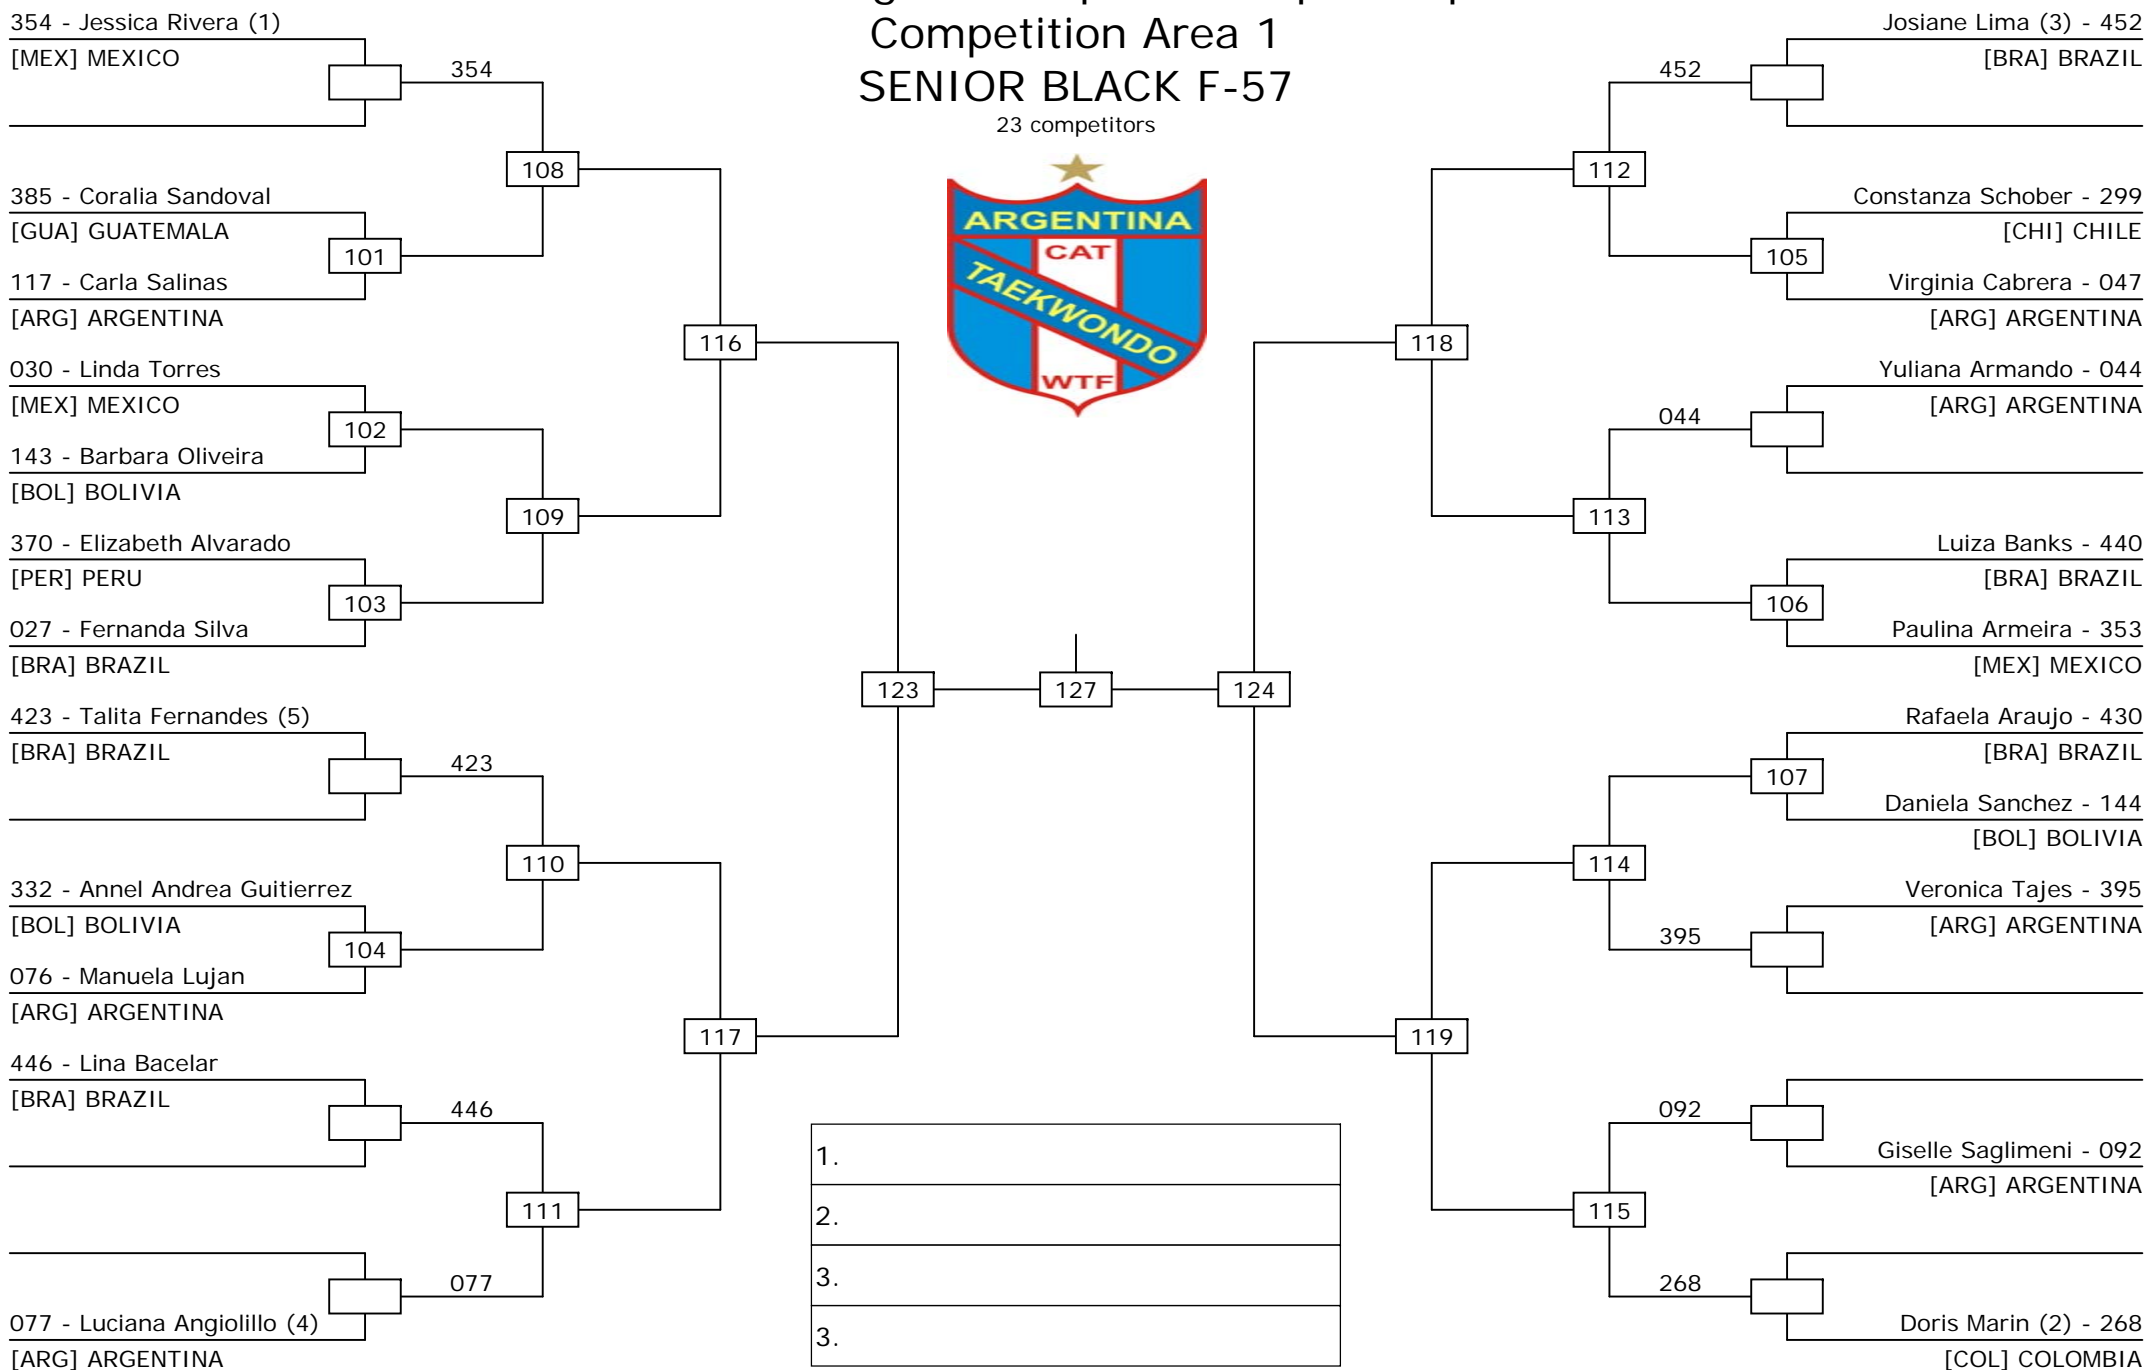 Competition Area 1
SENIOR BLACK F-57
23 competitors
ARGENTINA
CAT
TAEKWONDO
WTF
354 - Jessica Rivera (1)
[MEX] MEXICO
354
108
385 - Coralia Sandoval
[GUA] GUATEMALA
101
117 - Carla Salinas
[ARG] ARGENTINA
116
030 - Linda Torres
[MEX] MEXICO
102
143 - Barbara Oliveira
[BOL] BOLIVIA
109
370 - Elizabeth Alvarado
[PER] PERU
103
027 - Fernanda Silva
[BRA] BRAZIL
123
127
124
423 - Talita Fernandes (5)
[BRA] BRAZIL
423
110
332 - Annel Andrea Guitierrez
[BOL] BOLIVIA
104
076 - Manuela Lujan
[ARG] ARGENTINA
117
446 - Lina Bacelar
[BRA] BRAZIL
446
111
077
077 - Luciana Angiolillo (4)
[ARG] ARGENTINA
Josiane Lima (3) - 452
[BRA] BRAZIL
452
112
Constanza Schober - 299
[CHI] CHILE
105
Virginia Cabrera - 047
[ARG] ARGENTINA
118
Yuliana Armando - 044
[ARG] ARGENTINA
044
113
Luiza Banks - 440
[BRA] BRAZIL
106
Paulina Armeira - 353
[MEX] MEXICO
Rafaela Araujo - 430
[BRA] BRAZIL
107
Daniela Sanchez - 144
[BOL] BOLIVIA
114
Veronica Tajes - 395
[ARG] ARGENTINA
395
119
092
Giselle Saglimeni - 092
[ARG] ARGENTINA
115
268
Doris Marin (2) - 268
[COL] COLOMBIA
1.
2.
3.
3.